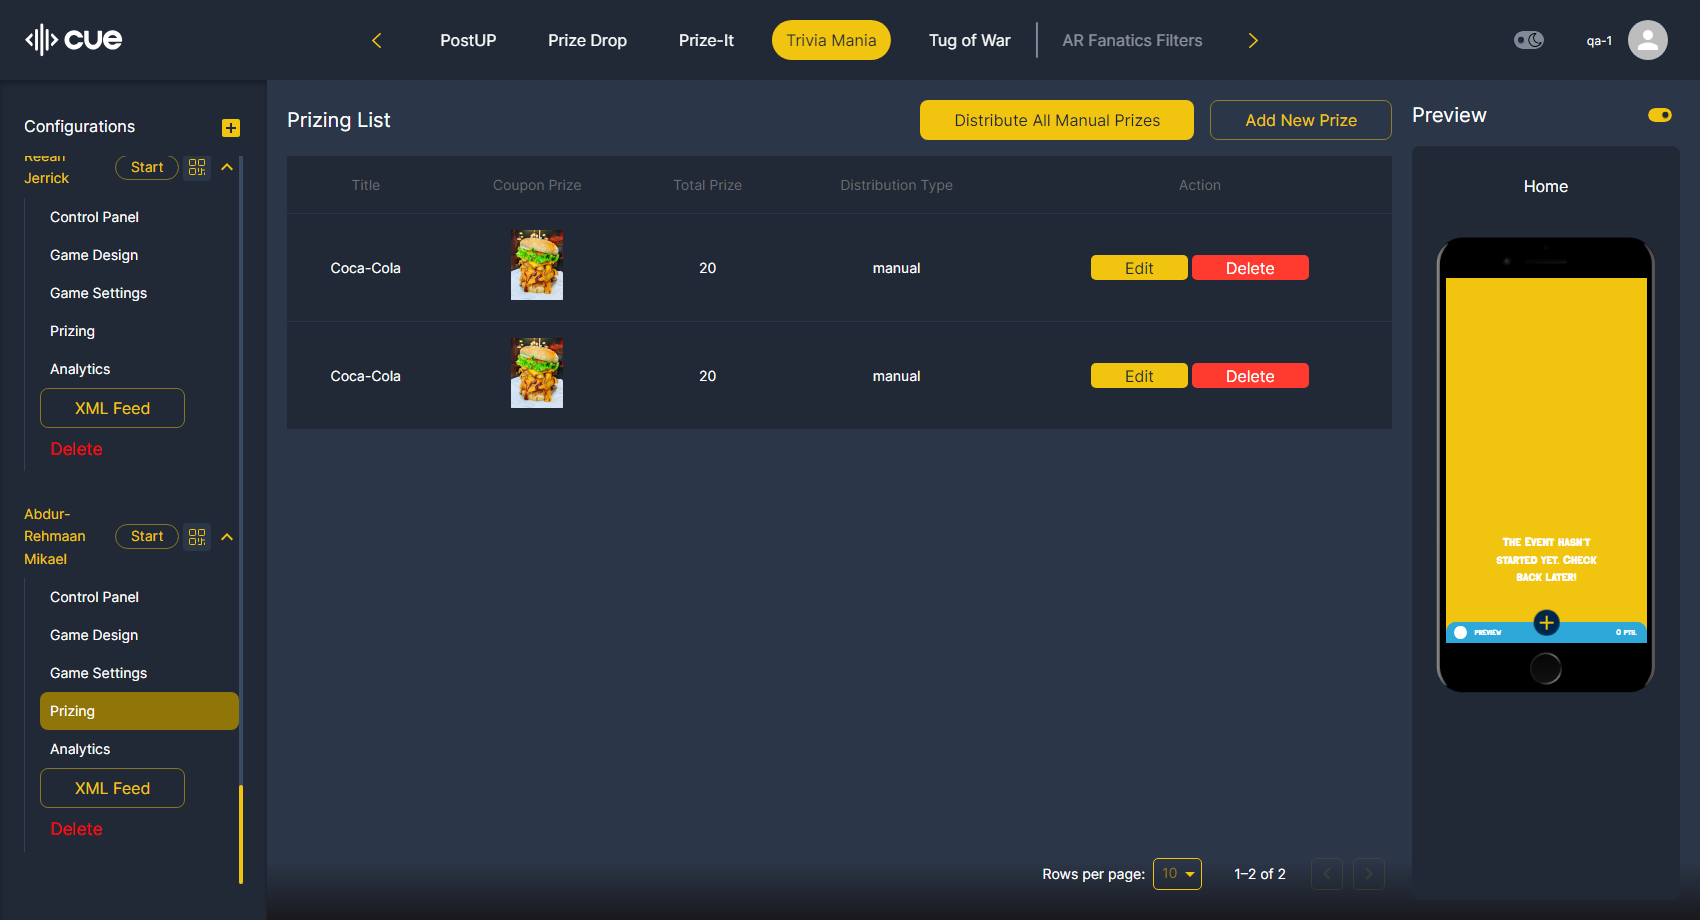 cue
PostUP
Prize Drop
Prize-It
Trivia Mania
Tug of War
AR Fanatics Filters
qa-1
Configurations
Reean
Jerrick
Start
Control Panel
Game Design
Game Settings
Prizing
Analytics
XML Feed
Delete
Abdur-
Rehmaan
Mikael
Start
Control Panel
Game Design
Game Settings
Prizing
Analytics
XML Feed
Delete
Prizing List
Distribute All Manual Prizes
Add New Prize
Title
Coupon Prize
Total Prize
Distribution Type
Action
Coca-Cola
20
manual
Edit
Delete
Coca-Cola
20
manual
Edit
Delete
Rows per page:
10
1–2 of 2
Preview
Home
The Event hasn't
started yet. Check
back later!
PREVIEW
0 PTS.